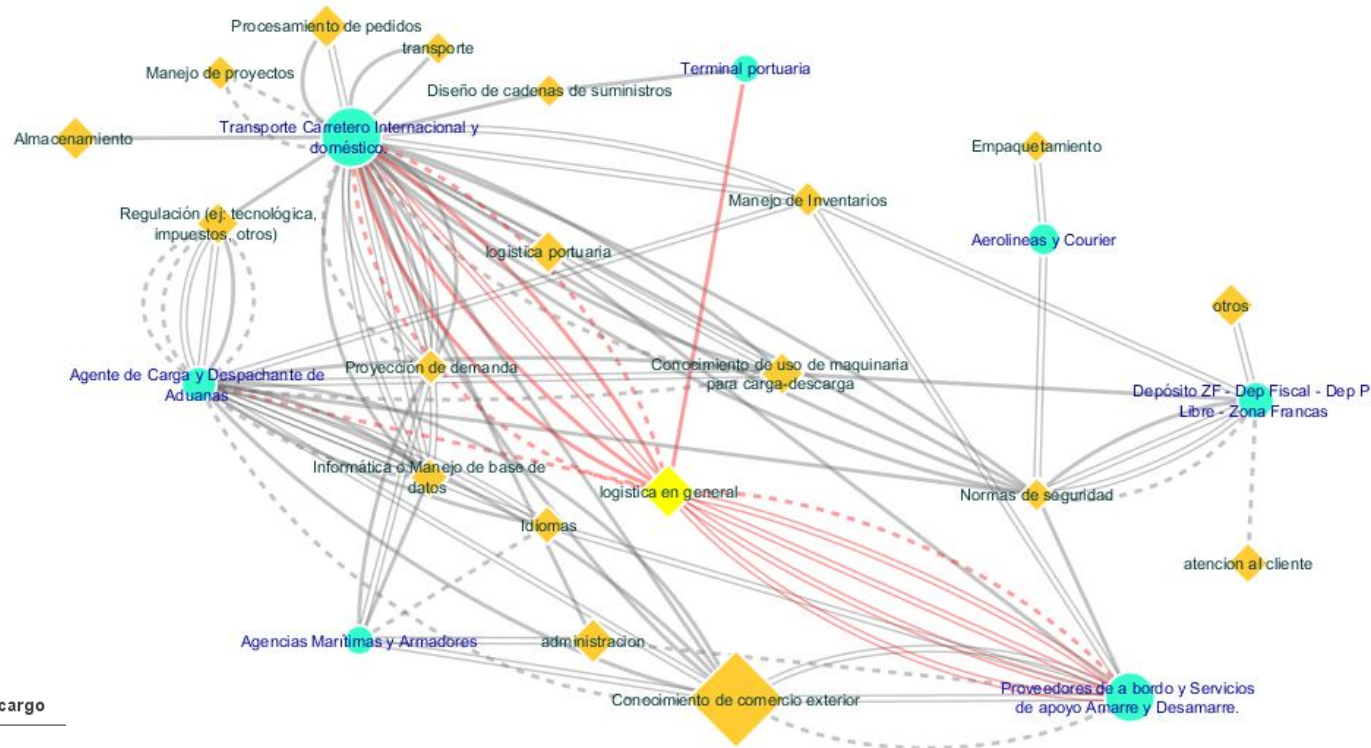 Procesamiento de pedidos
transporte
Manejo de proyectos
Terminal portuaria
Diseño de cadenas de suministros
Almacenamiento
Transporte Carretero Internacional y
doméstico.
Empaquetamiento
Manejo de Inventarios
Regulación (ej: tecnológica,
impuestos, otros)
Aerolineas y Courier
logistica portuaria
otros
Proyección de demanda
Conocimiento de uso de maquinaria
para carga-descarga
Agente de Carga y Despachante de
Aduanas
Depósito ZF - Dep Fiscal - Dep P
Libre - Zona Francas
Informática o Manejo de base de
datos
logistica en general
Normas de seguridad
Idiomas
atencion al cliente
Agencias Marítimas y Armadores
administracion
Conocimiento de comercio exterior
Proveedores de a bordo y Servicios
de apoyo Amarre y Desamarre.
cargo